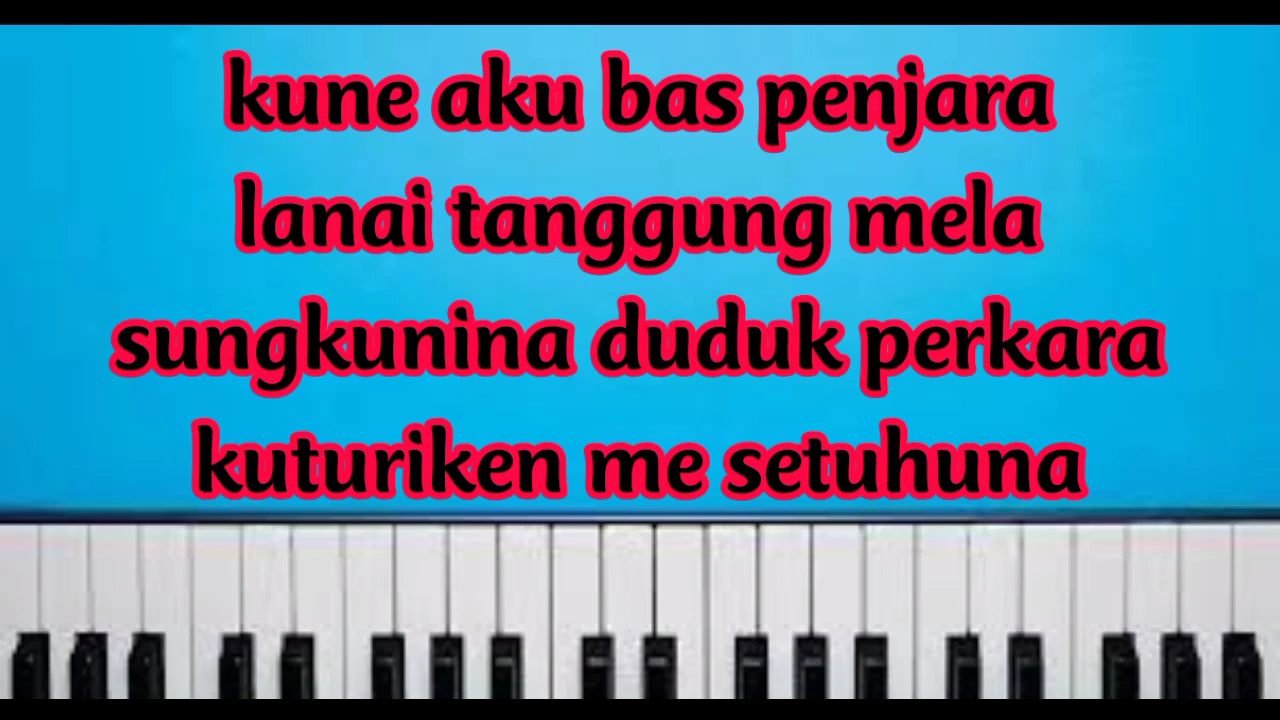 kune aku bas penjara
lanai tanggung mela
sungkunina duduk perkara
kuturiken me setuhuna